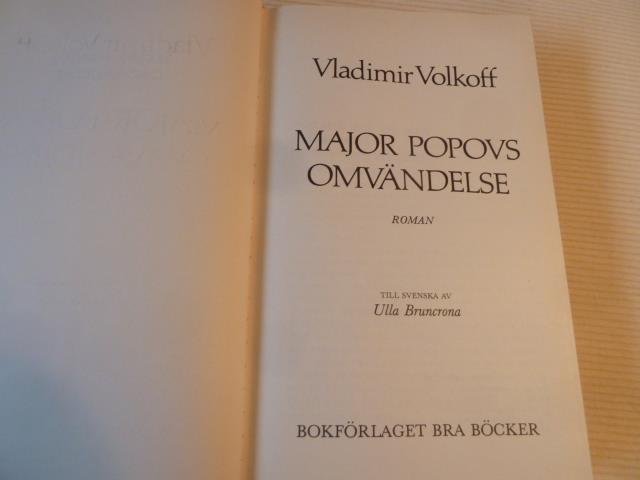 Vladimir Volkoff
MAJOR POPOVS
OMVÄNDELSE
ROMAN
TILL SVENSKA AV
Ulla Bruncrona
BOKFÖRLAGET BRA BÖCKER